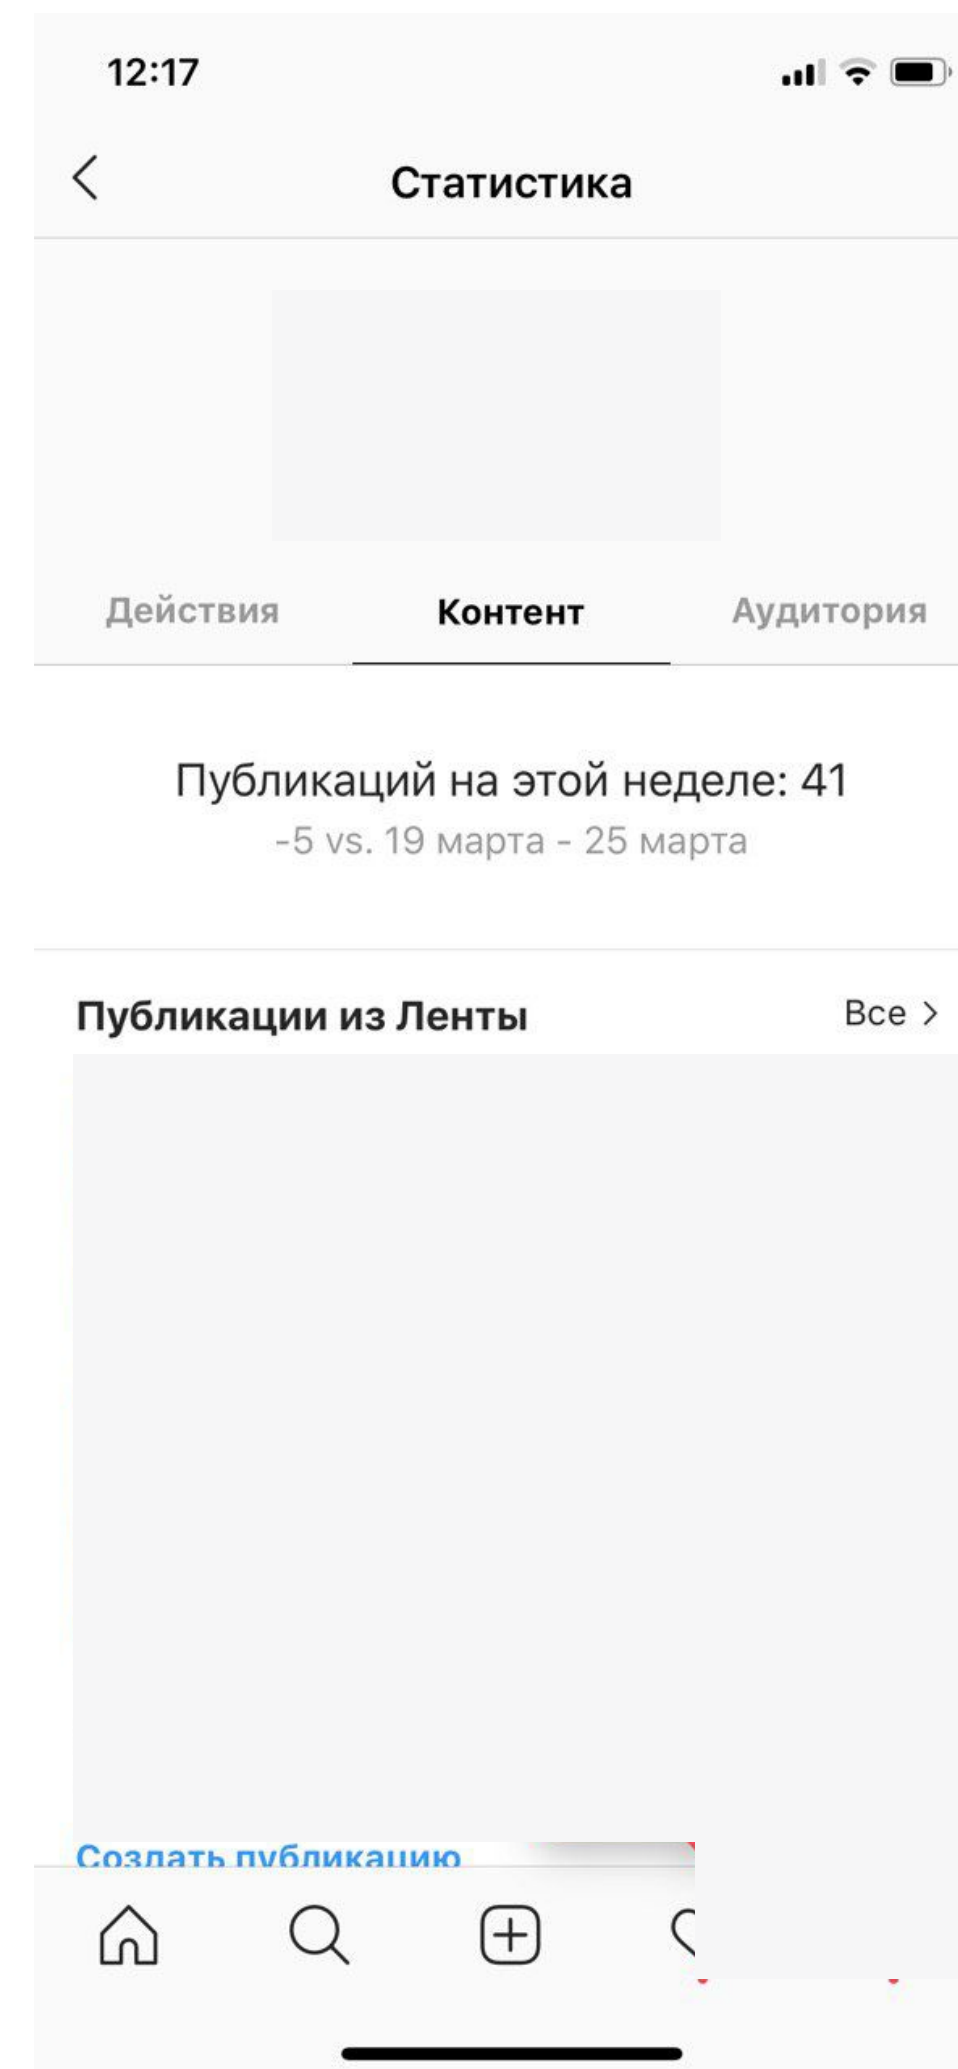 12:17
Статистика
Действия Контент Аудитория
Публикаций на этой неделе: 41
-5 vs. 19 марта - 25 марта
Публикации из Ленты Все >
Создать публикацию